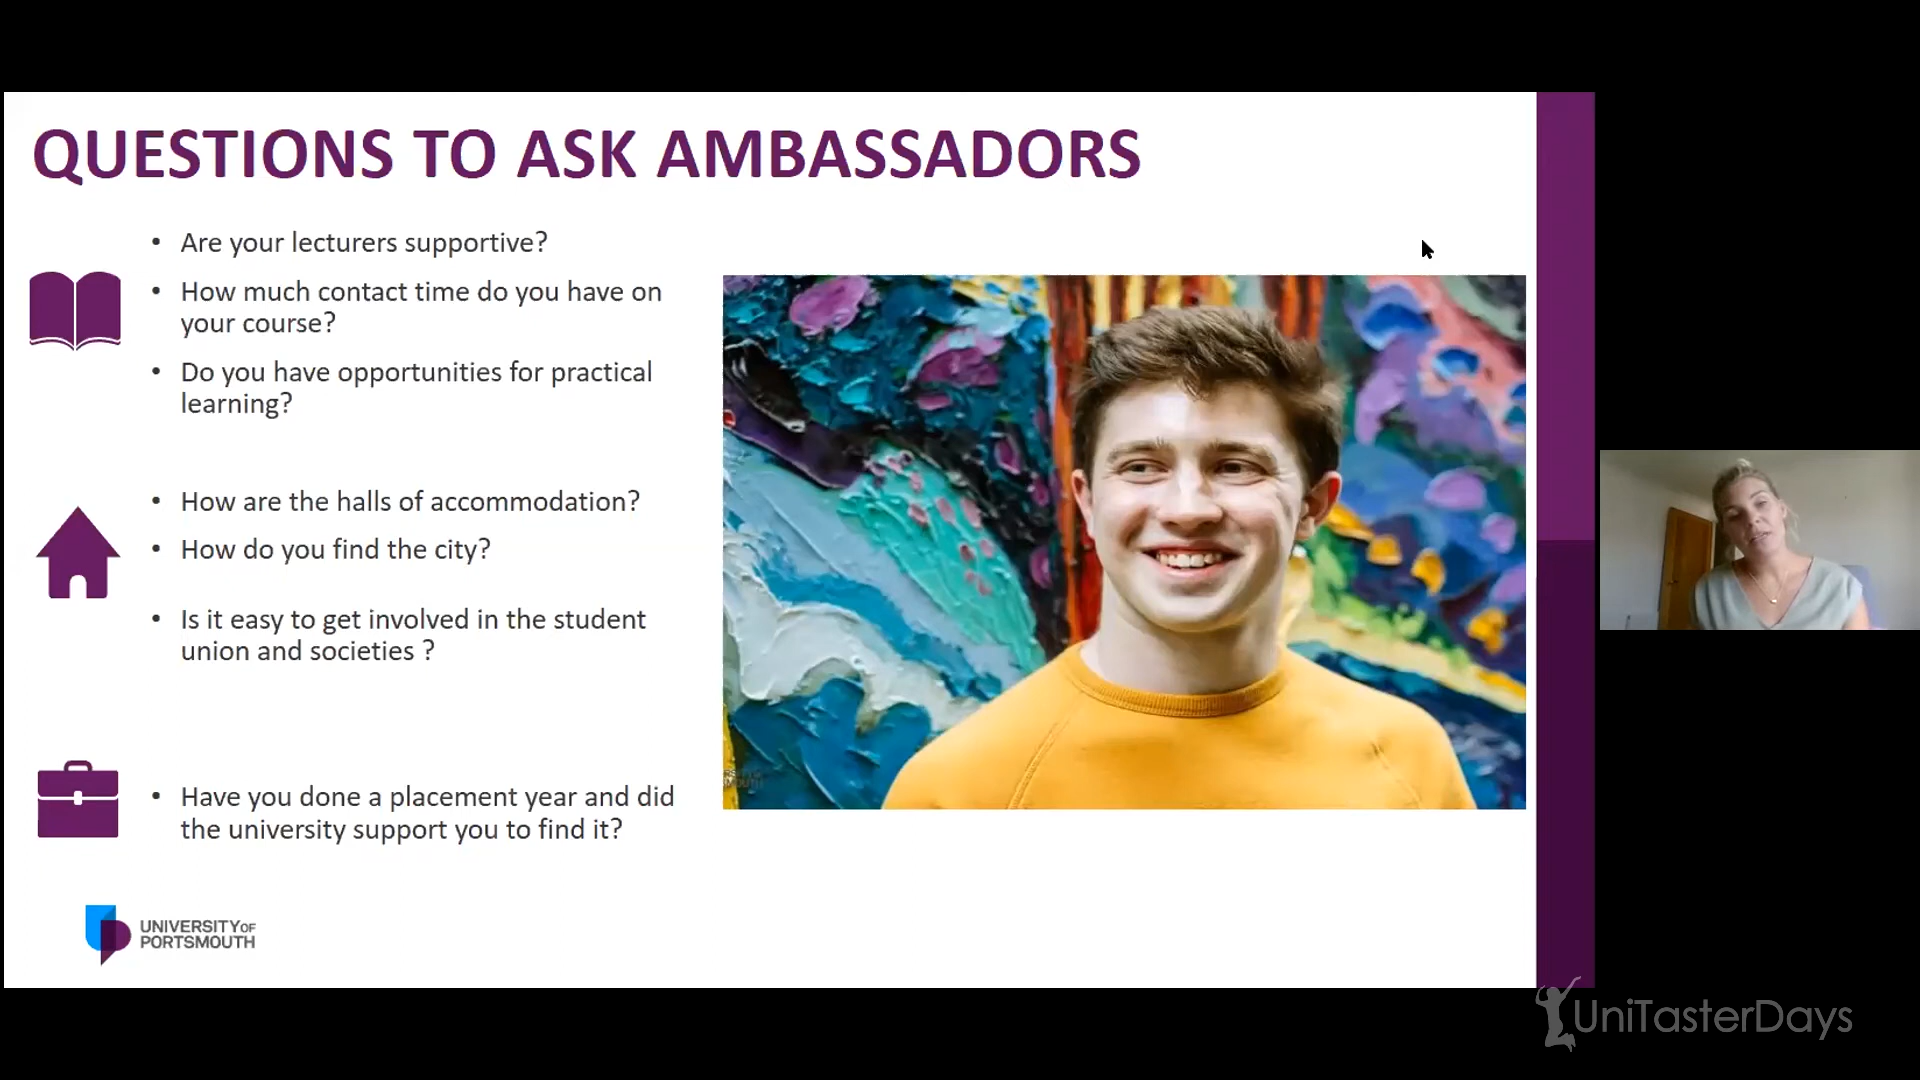 QUESTIONS TO ASK AMBASSADORS
• Are your lecturers supportive?
• How much contact time do you have on
your course?
• Do you have opportunities for practical
learning?
• How are the halls of accommodation?
• How do you find the city?
• Is it easy to get involved in the student
union and societies ?
• Have you done a placement year and did
the university support you to find it?
UNIVERSITY OF
PORTSMOUTH
UniTasterDays